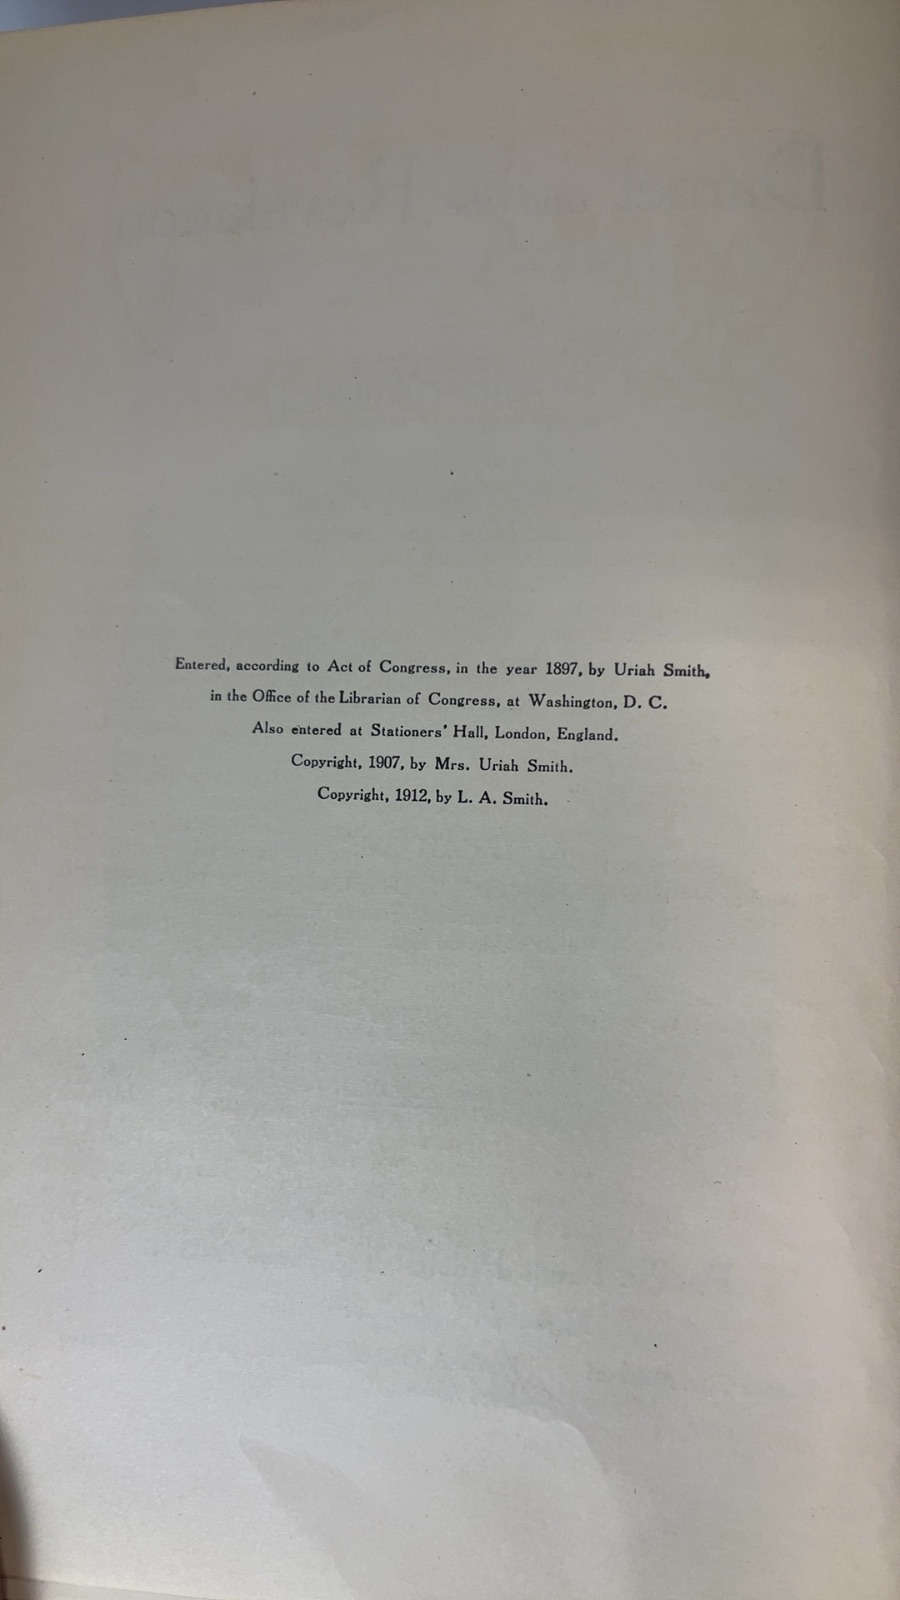 Entered, according to Act of Congress, in the year 1897, by Uriah Smith,
in the Office of the Librarian of Congress, at Washington, D. C.
Also entered at Stationers' Hall, London, England.
Copyright, 1907, by Mrs. Uriah Smith.
Copyright, 1912, by L. A. Smith.